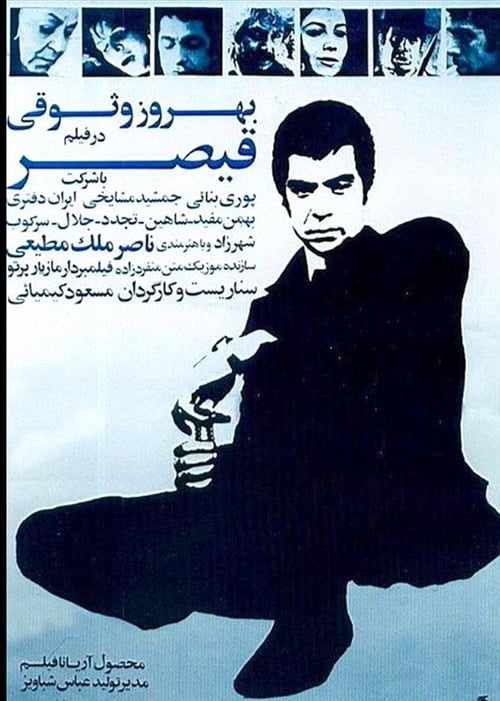 بهروز وثوقی
در فیلم
قیصر
با شرکت
پوری بنائی جمشید مشایخی ایران دفتری
بهمن مفید-شاهین-تجدد-جلال-سرکوب
شهرزاد و با هنرمندی ناصر ملک مطیعی
سازنده موزیک متن منفردزاده فیلمبردار مازیار پرتو
سناریست و کارگردان مسعود کیمیائی
محصول آریانا فیلم
مدیر تولید عباس شباویز